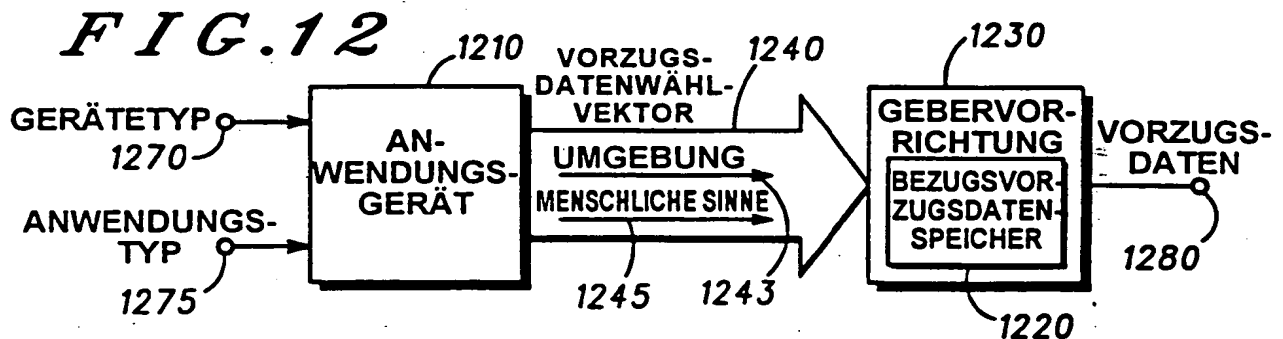 FIG.12
1210
VORZUGS-
DATENWÄHL-
VEKTOR
1240
1230
GERÄTETYP
1270
AN-
WENDUNGS-
GERÄT
UMGEBUNG
MENSCHLICHE SINNE
GEBERVOR-
RICHTUNG
BEZUGSVOR-
ZUGSDATEN-
SPEICHER
VORZUGS-
DATEN
1280
ANWENDUNGS-
TYP
1275
1245
1243
1220